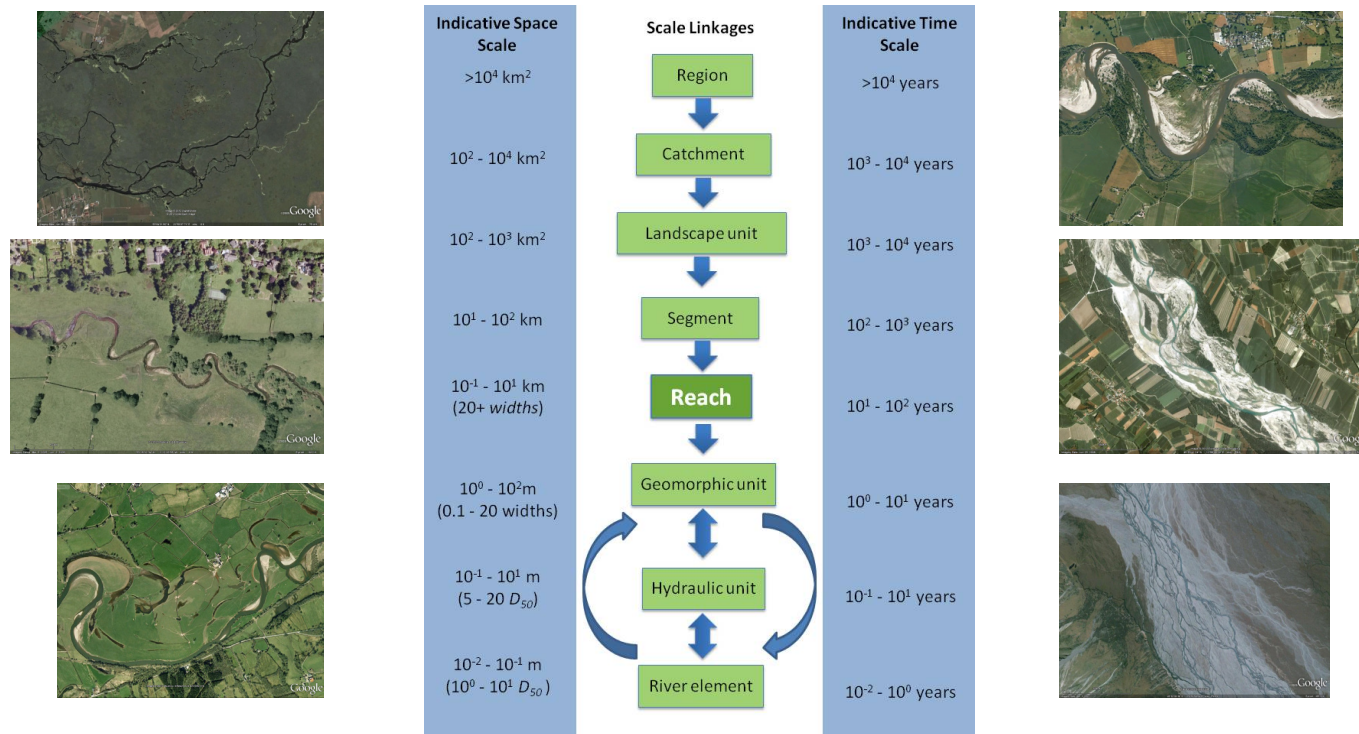 Indicative Space
Scale
Scale Linkages
Indicative Time
Scale
>10⁴ km²
Region
>10⁴ years
10² - 10⁴ km²
Catchment
10³ - 10⁴ years
10² - 10³ km²
Landscape unit
10³ - 10⁴ years
10¹ - 10² km
Segment
10² - 10³ years
10⁻¹ - 10¹ km
(20+ widths)
Reach
10¹ - 10² years
10⁰ - 10²m
(0.1 - 20 widths)
Geomorphic unit
10⁰ - 10¹ years
10⁻¹ - 10¹ m
(5 - 20 D₅₀)
Hydraulic unit
10⁻¹ - 10¹ years
10⁻² - 10⁻¹ m
(10⁰ - 10¹ D₅₀)
River element
10⁻² - 10⁰ years
Google
Google
Google
Google